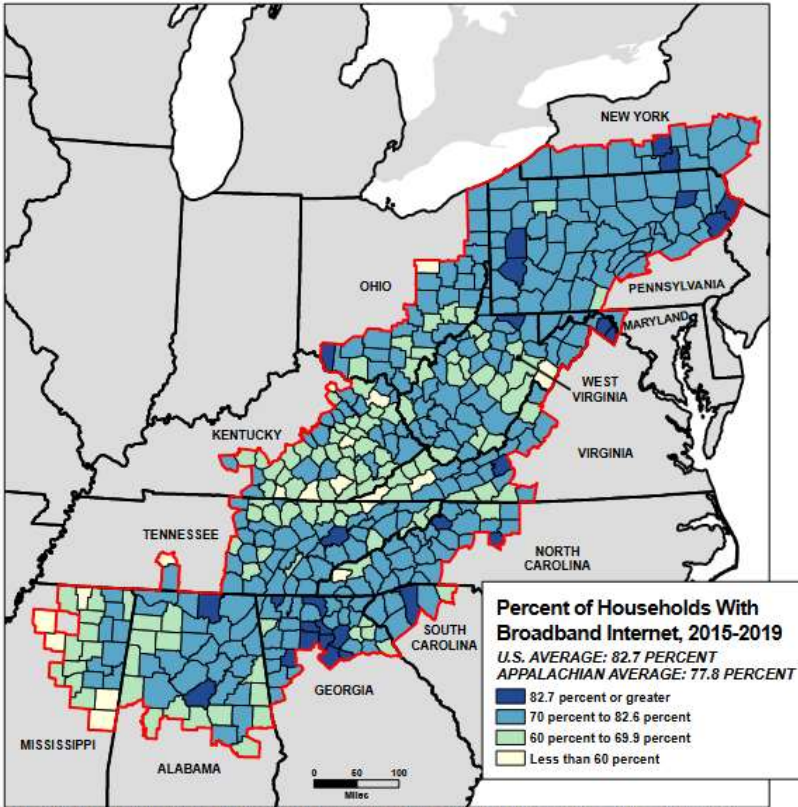 NEW YORK
PENNSYLVANIA
OHIO
MARYLAND
WEST
VIRGINIA
KENTUCKY
VIRGINIA
TENNESSEE
NORTH
CAROLINA
SOUTH
CAROLINA
GEORGIA
MISSISSIPPI
ALABAMA
0 50 100
Miles
Percent of Households With
Broadband Internet, 2015-2019
U.S. AVERAGE: 82.7 PERCENT
APPALACHIAN AVERAGE: 77.8 PERCENT
82.7 percent or greater
70 percent to 82.6 percent
60 percent to 69.9 percent
Less than 60 percent